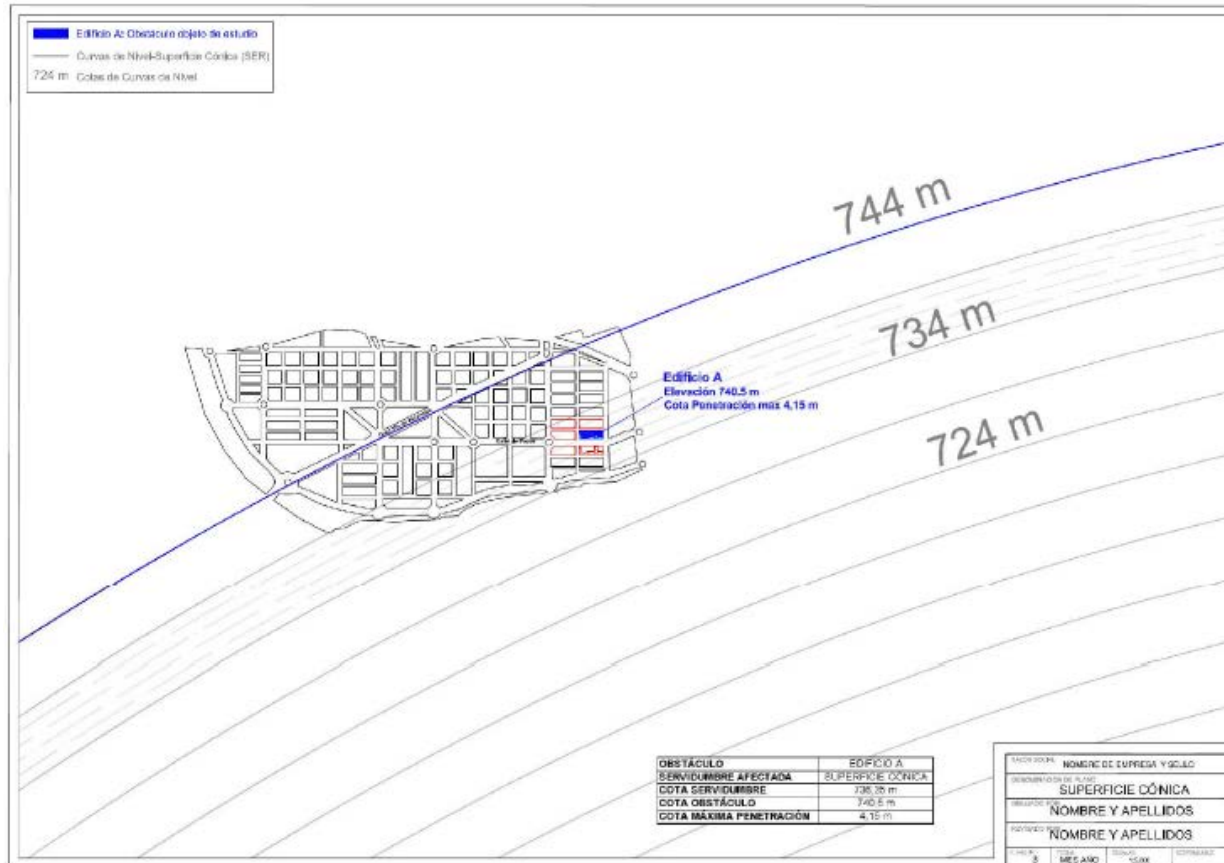 Edificio A: Obstáculo objeto de estudio
Curvas de Nivel-Superficie Cónica (SER)
724 m Cotas de Curvas de Nivel
744 m
734 m
724 m
Edificio A
Elevación 740,5 m
Cota Penetración max 4,15 m
OBSTÁCULO EDIFICIO A
SERVIDUMBRE AFECTADA SUPERFICIE CÓNICA
COTA SERVIDUMBRE
COTA OBSTÁCULO 740,5 m
COTA MÁXIMA PENETRACIÓN 4,15 m
NOMBRE DE EMPRESA Y SELLO
SUPERFICIE CÓNICA
NOMBRE Y APELLIDOS
NOMBRE Y APELLIDOS
3 MES AÑO